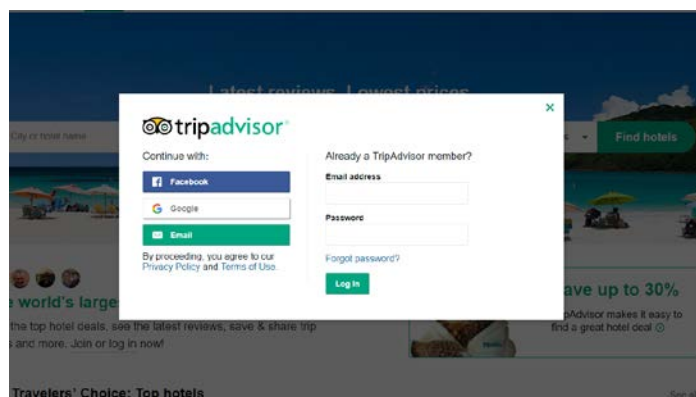 Latest reviews. Lowest prices.
City or hotel name
Find hotels
tripadvisor
Continue with:
Facebook
Google
Email
By proceeding, you agree to our
Privacy Policy and Terms of Use.
Already a TripAdvisor member?
Email address
Password
Forgot password?
Log In
world's large
ave up to 30%
the top hotel deals, see the latest reviews, save & share trip
s and more. Join or log in now!
ipAdvisor makes it easy to
find a great hotel deal
Travelers' Choice: Top hotels